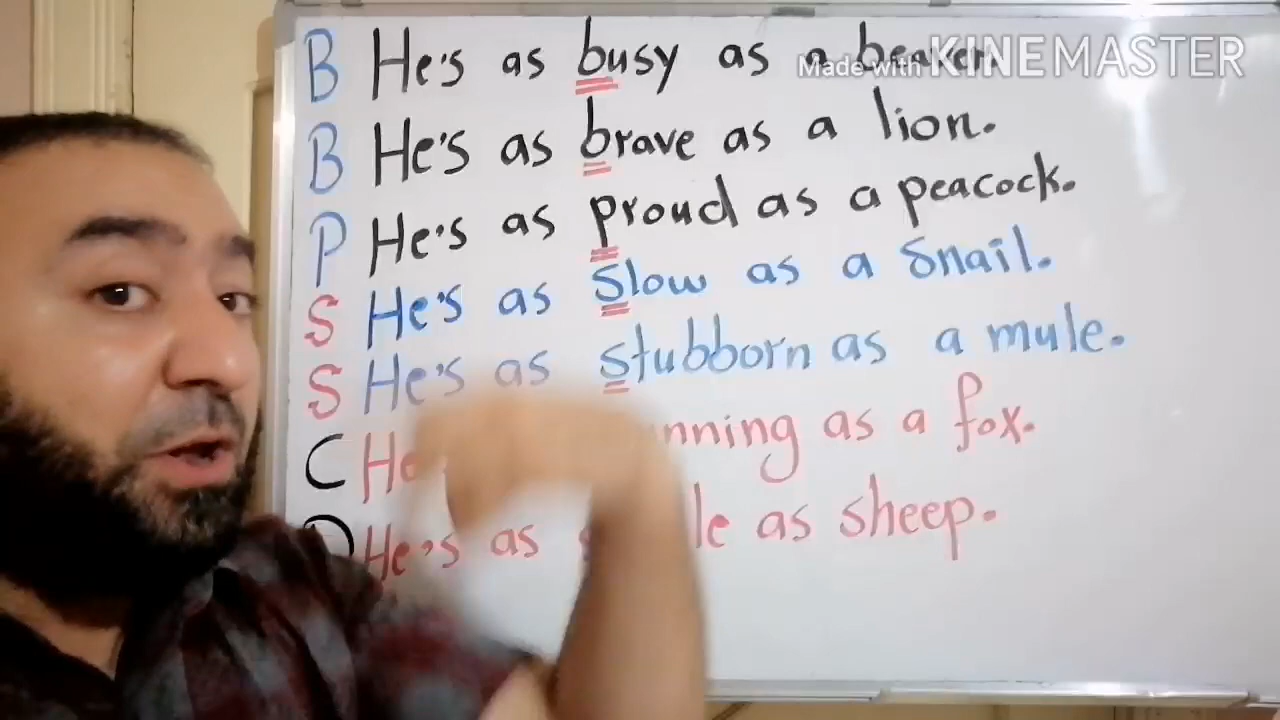 B He's as busy as a beaver.
Made with KINEMASTER
B He's as brave as a lion.
P He's as proud as a peacock.
S He's as slow as a snail.
S He's as stubborn as a mule.
C He nning as a fox.
D He's as le as sheep.